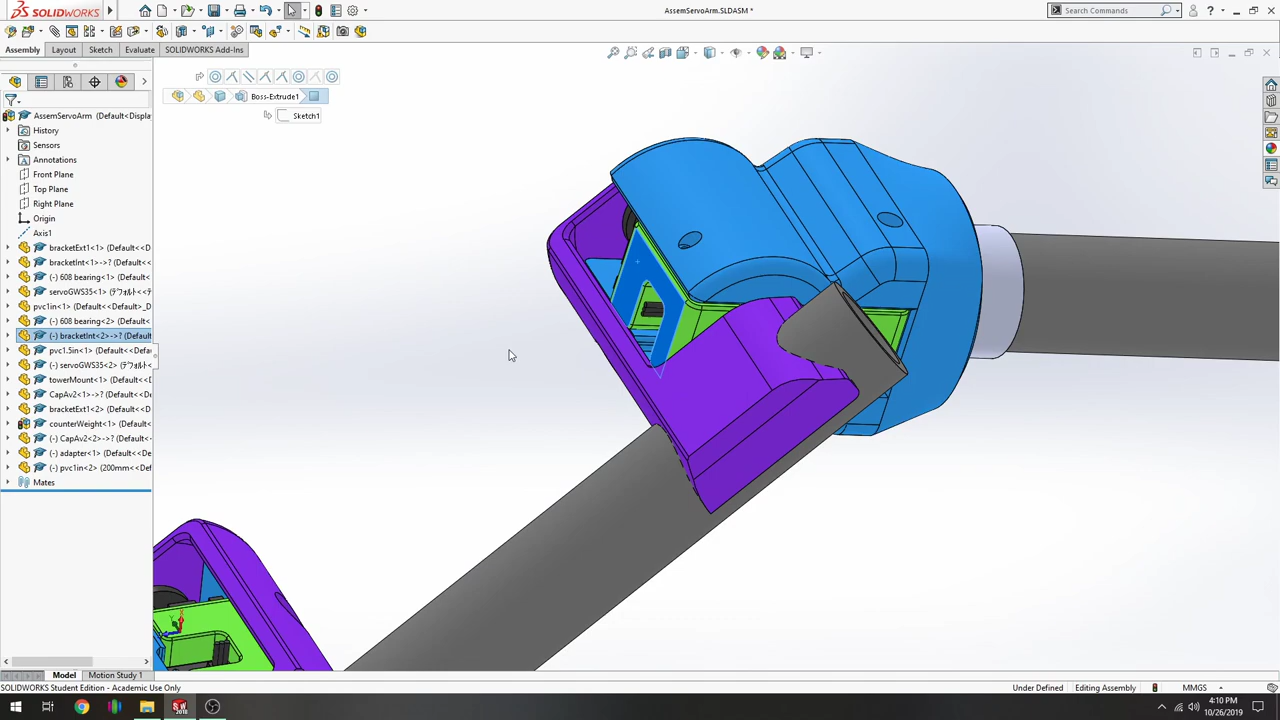 SOLIDWORKS
AssemServoArm.SLDASM *
Search Commands
Assembly Layout Sketch Evaluate SOLIDWORKS Add-Ins
Boss-Extrude1
Sketch1
AssemServoArm (Default<Displa
History
Sensors
Annotations
Front Plane
Top Plane
Right Plane
Origin
Axis1
bracketExt1<1> (Default<<D
bracketInt<1>->? (Default<
(-) 608 bearing<1> (Default
servoGWS35<1> (デフォルト<<デ
pvc1in<1> (Default<<Default>_D
(-) 608 bearing<2> (Default
(-) bracketInt<2>->? (Default
pvc1.5in<1> (Default<<Defau
(-) servoGWS35<2> (デフォルト
towerMount<1> (Default<<D
CapAv2<1>->? (Default<<De
bracketExt1<2> (Default<<D
counterWeight<1> (Default<
(-) CapAv2<2>->? (Default<
(-) adapter<1> (Default<<De
(-) pvc1in<2> (200mm<<Def
Mates
Model Motion Study 1
SOLIDWORKS Student Edition - Academic Use Only
Under Defined Editing Assembly MMGS
4:10 PM
10/26/2019